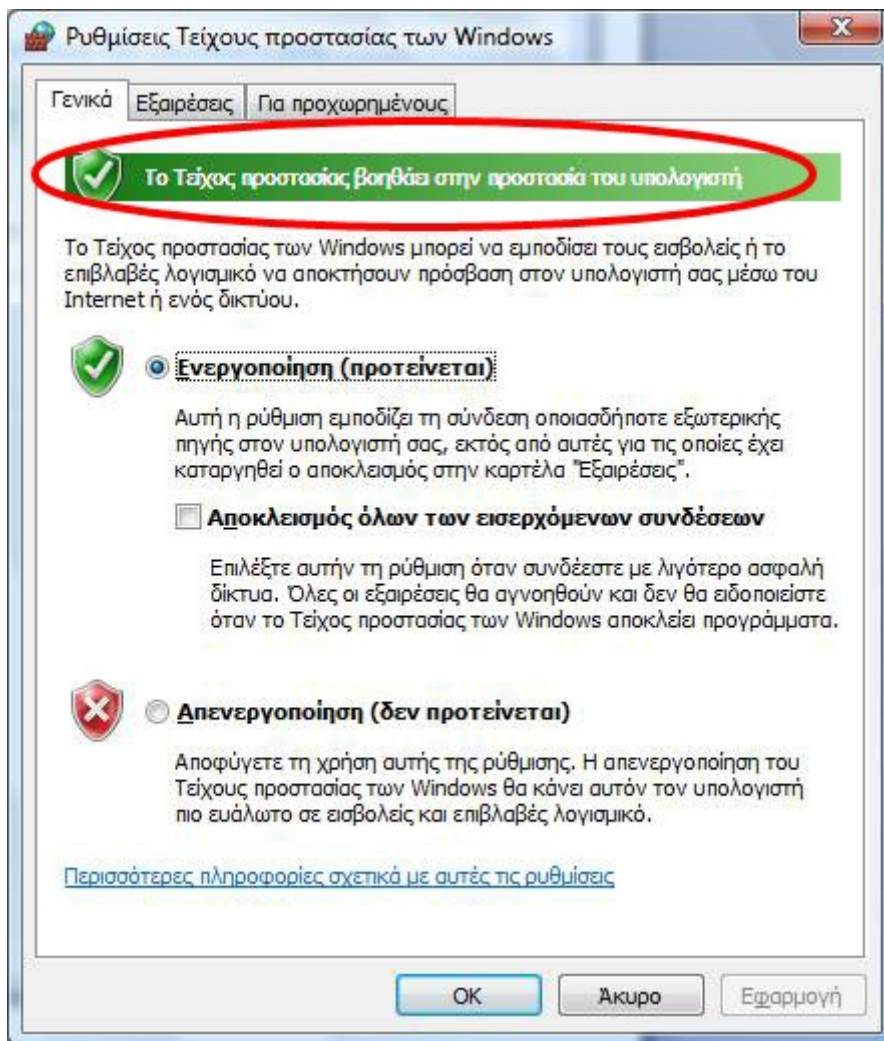 Ρυθμίσεις Τείχους προστασίας των Windows
Γενικά
Εξαιρέσεις
Για προχωρημένους
Το Τείχος προστασίας βοηθάει στην προστασία του υπολογιστή
Το Τείχος προστασίας των Windows μπορεί να εμποδίσει τους εισβολείς ή το
επιβλαβές λογισμικό να αποκτήσουν πρόσβαση στον υπολογιστή σας μέσω του
Internet ή ενός δικτύου.
Ενεργοποίηση (προτείνεται)
Αυτή η ρύθμιση εμποδίζει τη σύνδεση οποιασδήποτε εξωτερικής
πηγής στον υπολογιστή σας, εκτός από αυτές για τις οποίες έχει
καταργηθεί ο αποκλεισμός στην καρτέλα "Εξαιρέσεις".
Αποκλεισμός όλων των εισερχόμενων συνδέσεων
Επιλέξτε αυτήν τη ρύθμιση όταν συνδέεστε με λιγότερο ασφαλή
δίκτυα. Όλες οι εξαιρέσεις θα αγνοηθούν και δεν θα ειδοποιείστε
όταν το Τείχος προστασίας των Windows αποκλείει προγράμματα.
Απενεργοποίηση (δεν προτείνεται)
Αποφύγετε τη χρήση αυτής της ρύθμισης. Η απενεργοποίηση του
Τείχους προστασίας των Windows θα κάνει αυτόν τον υπολογιστή
πιο ευάλωτο σε εισβολείς και επιβλαβές λογισμικό.
Περισσότερες πληροφορίες σχετικά με αυτές τις ρυθμίσεις
OK
Άκυρο
Εφαρμογή